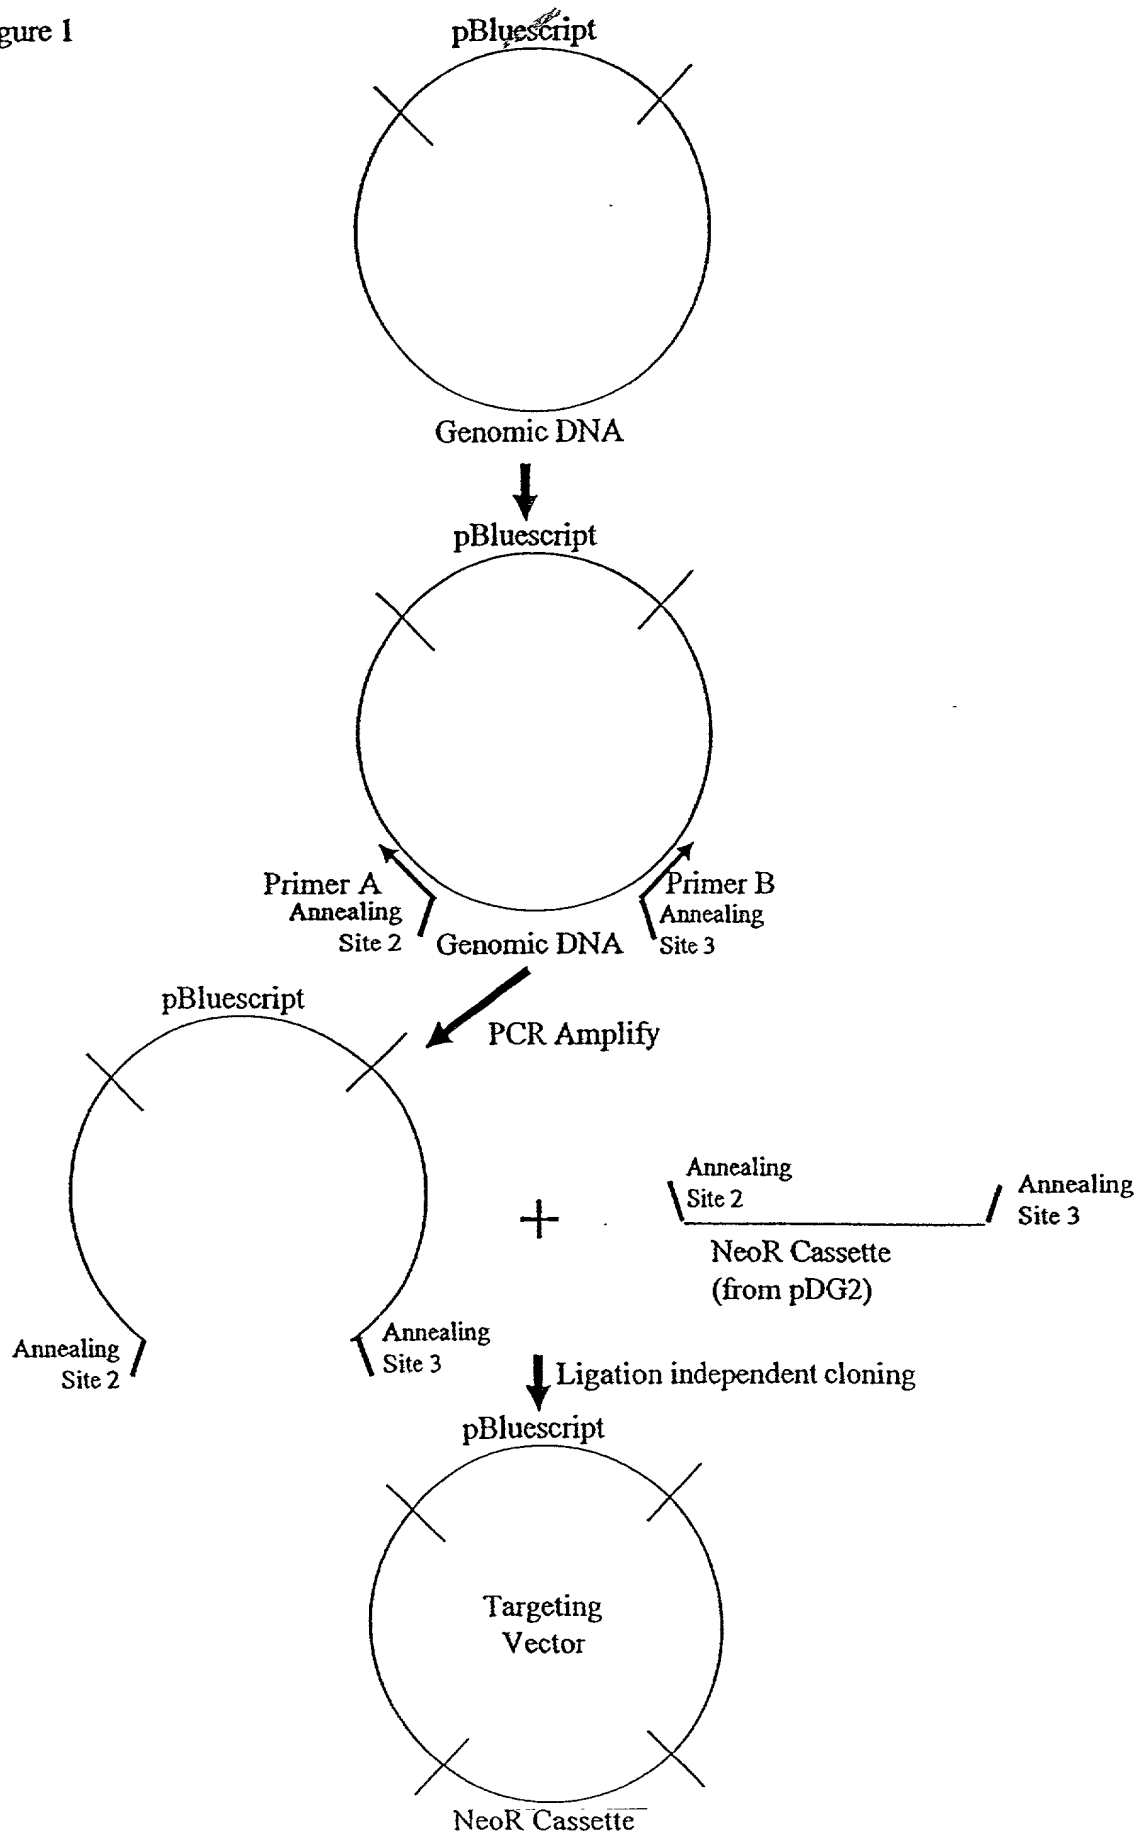 gure 1
pBluescript
Genomic DNA
pBluescript
Primer A
Annealing
Site 2
Primer B
Annealing
Site 3
Genomic DNA
PCR Amplify
pBluescript
Annealing
Site 2
Annealing
Site 3
+
Annealing
Site 2
Annealing
Site 3
NeoR Cassette
(from pDG2)
Ligation independent cloning
pBluescript
Targeting
Vector
NeoR Cassette